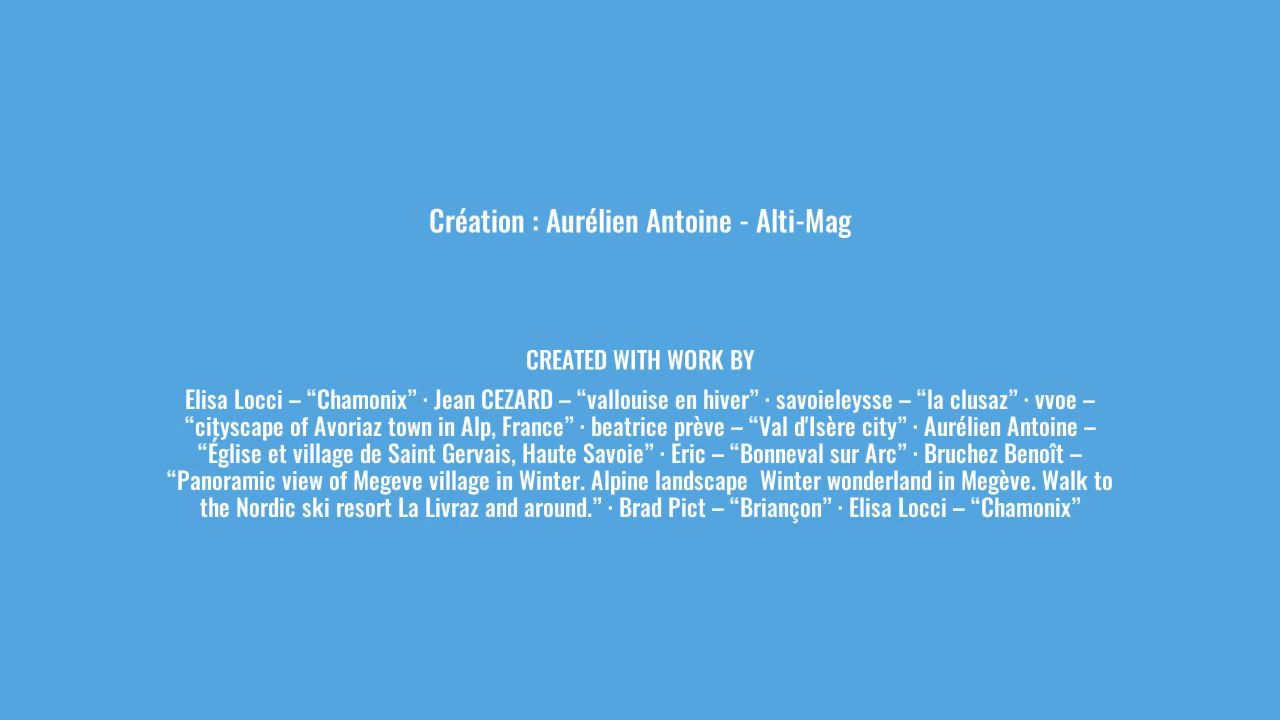 Création : Aurélien Antoine - Alti-Mag
CREATED WITH WORK BY
Elisa Locci – “Chamonix” · Jean CEZARD – “vallouise en hiver” · savoieleysse – “la clusaz” · vvoe –
“cityscape of Avoriaz town in Alp, France” · beatrice prève – “Val d'Isère city” · Aurélien Antoine –
“Église et village de Saint Gervais, Haute Savoie” · Eric – “Bonneval sur Arc” · Bruchez Benoît –
“Panoramic view of Megeve village in Winter. Alpine landscape  Winter wonderland in Megève. Walk to
the Nordic ski resort La Livraz and around.” · Brad Pict – “Briançon” · Elisa Locci – “Chamonix”